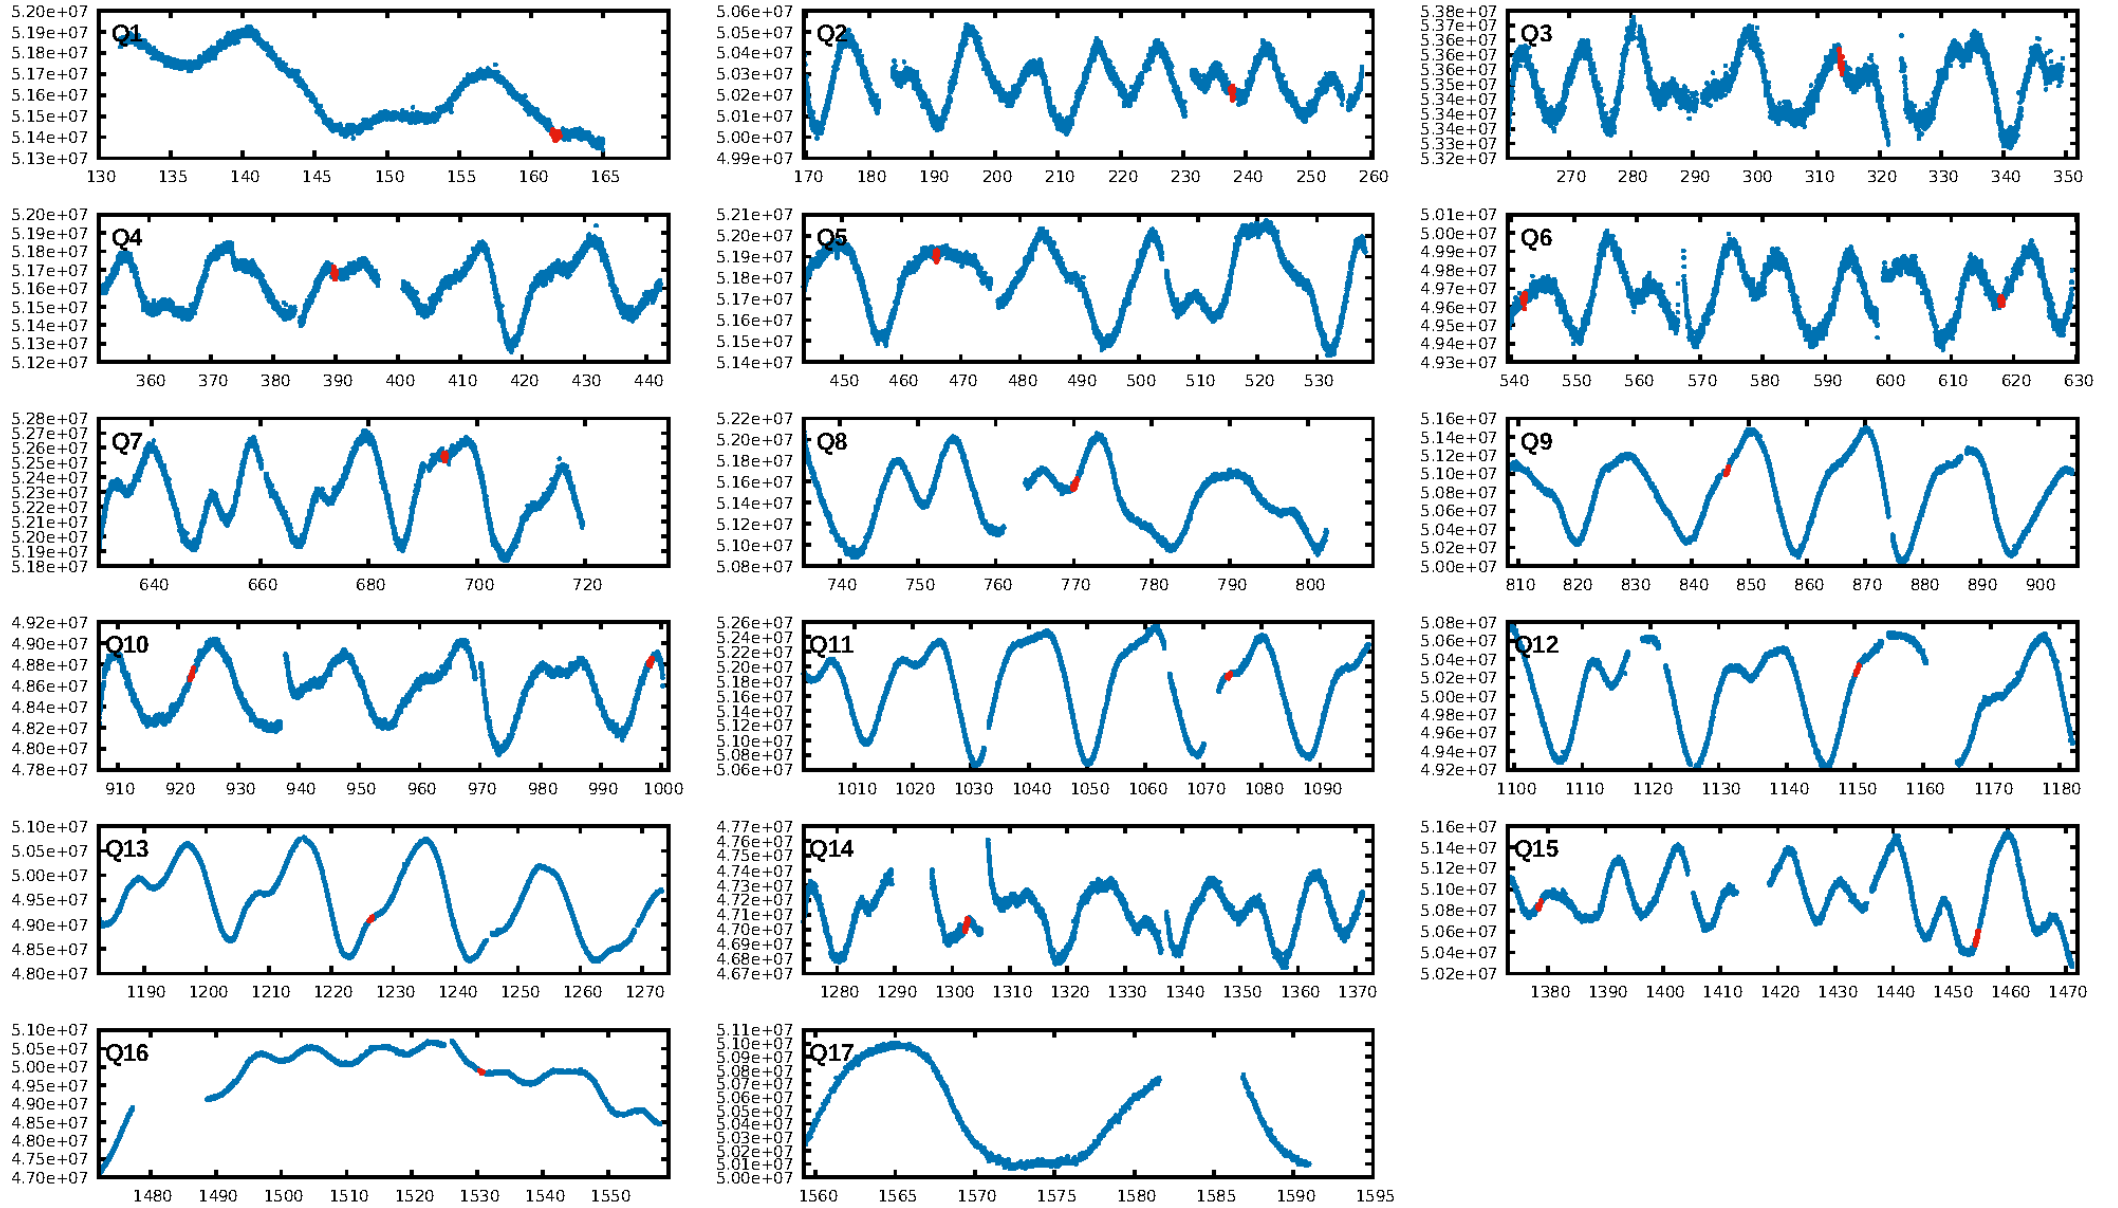 Q1
5.20e+07
5.19e+07
5.18e+07
5.17e+07
5.16e+07
5.15e+07
5.14e+07
5.13e+07
130 135 140 145 150 155 160 165
Q2
5.06e+07
5.05e+07
5.04e+07
5.03e+07
5.02e+07
5.01e+07
5.00e+07
4.99e+07
170 180 190 200 210 220 230 240 250 260
Q3
5.38e+07
5.37e+07
5.37e+07
5.36e+07
5.36e+07
5.35e+07
5.34e+07
5.34e+07
5.33e+07
5.33e+07
5.32e+07
270 280 290 300 310 320 330 340 350
Q4
5.20e+07
5.19e+07
5.18e+07
5.17e+07
5.16e+07
5.15e+07
5.14e+07
5.13e+07
5.12e+07
360 370 380 390 400 410 420 430 440
Q5
5.21e+07
5.20e+07
5.19e+07
5.18e+07
5.17e+07
5.16e+07
5.15e+07
5.14e+07
450 460 470 480 490 500 510 520 530
Q6
5.01e+07
5.00e+07
4.99e+07
4.98e+07
4.97e+07
4.96e+07
4.95e+07
4.94e+07
4.93e+07
540 550 560 570 580 590 600 610 620 630
Q7
5.28e+07
5.27e+07
5.26e+07
5.25e+07
5.24e+07
5.23e+07
5.22e+07
5.21e+07
5.20e+07
5.19e+07
5.18e+07
640 660 680 700 720
Q8
5.22e+07
5.20e+07
5.18e+07
5.16e+07
5.14e+07
5.12e+07
5.10e+07
5.08e+07
740 750 760 770 780 790 800
Q9
5.16e+07
5.14e+07
5.12e+07
5.10e+07
5.08e+07
5.06e+07
5.04e+07
5.02e+07
5.00e+07
810 820 830 840 850 860 870 880 890 900
Q10
4.92e+07
4.90e+07
4.88e+07
4.86e+07
4.84e+07
4.82e+07
4.80e+07
4.78e+07
910 920 930 940 950 960 970 980 990 1000
Q11
5.26e+07
5.24e+07
5.22e+07
5.20e+07
5.18e+07
5.16e+07
5.14e+07
5.12e+07
5.10e+07
5.08e+07
5.06e+07
1010 1020 1030 1040 1050 1060 1070 1080 1090
Q12
5.08e+07
5.06e+07
5.04e+07
5.02e+07
5.00e+07
4.98e+07
4.96e+07
4.94e+07
4.92e+07
1100 1110 1120 1130 1140 1150 1160 1170 1180
Q13
5.10e+07
5.05e+07
5.00e+07
4.95e+07
4.90e+07
4.85e+07
4.80e+07
1190 1200 1210 1220 1230 1240 1250 1260 1270
Q14
4.77e+07
4.76e+07
4.75e+07
4.74e+07
4.73e+07
4.72e+07
4.71e+07
4.70e+07
4.69e+07
4.68e+07
4.67e+07
1280 1290 1300 1310 1320 1330 1340 1350 1360 1370
Q15
5.16e+07
5.14e+07
5.12e+07
5.10e+07
5.08e+07
5.06e+07
5.04e+07
5.02e+07
1380 1390 1400 1410 1420 1430 1440 1450 1460 1470
Q16
5.10e+07
5.05e+07
5.00e+07
4.95e+07
4.90e+07
4.85e+07
4.80e+07
4.75e+07
4.70e+07
1480 1490 1500 1510 1520 1530 1540 1550
Q17
5.11e+07
5.10e+07
5.09e+07
5.08e+07
5.07e+07
5.06e+07
5.05e+07
5.04e+07
5.03e+07
5.02e+07
5.01e+07
5.00e+07
1560 1565 1570 1575 1580 1585 1590 1595